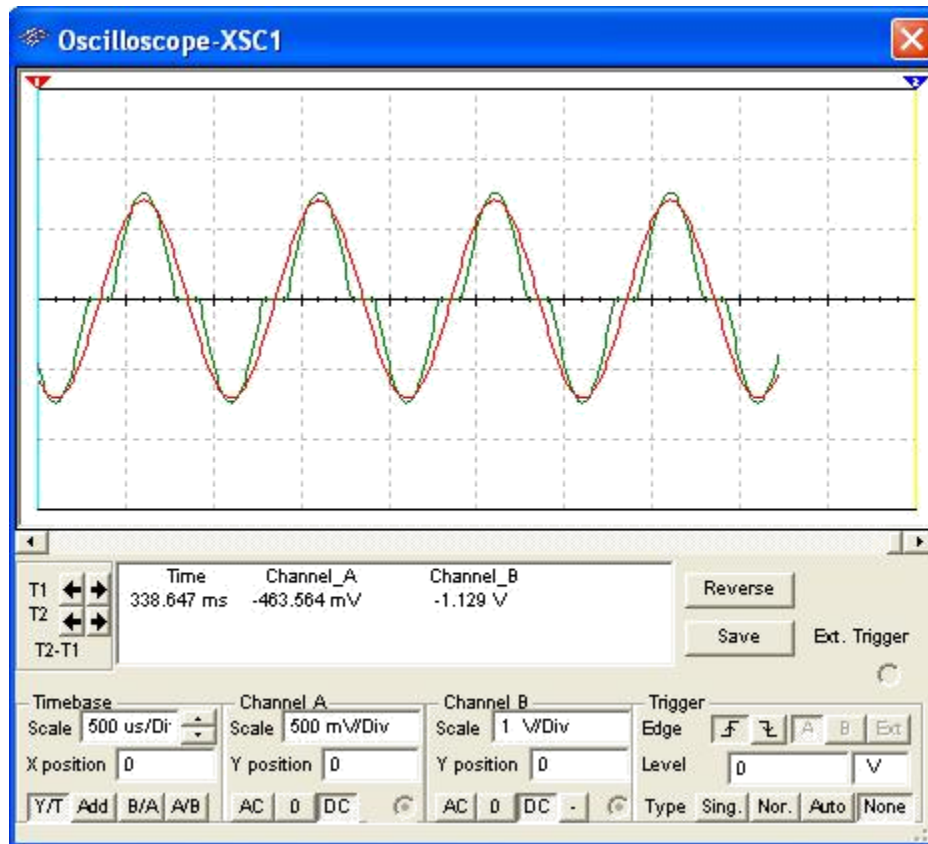 Oscilloscope-XSC1
1 2
Time Channel_A Channel_B
T1 338.647 ms -463.564 mV -1.129 V
T2
T2-T1
Reverse
Save
Ext. Trigger
Timebase
Scale 500 us/Dir
X position 0
Y/T Add B/A A/B
Channel A
Scale 500 mV/Div
Y position 0
AC 0 DC
Channel B
Scale 1 V/Div
Y position 0
AC 0 DC -
Trigger
Edge A B Ext
Level 0 V
Type Sing. Nor. Auto None